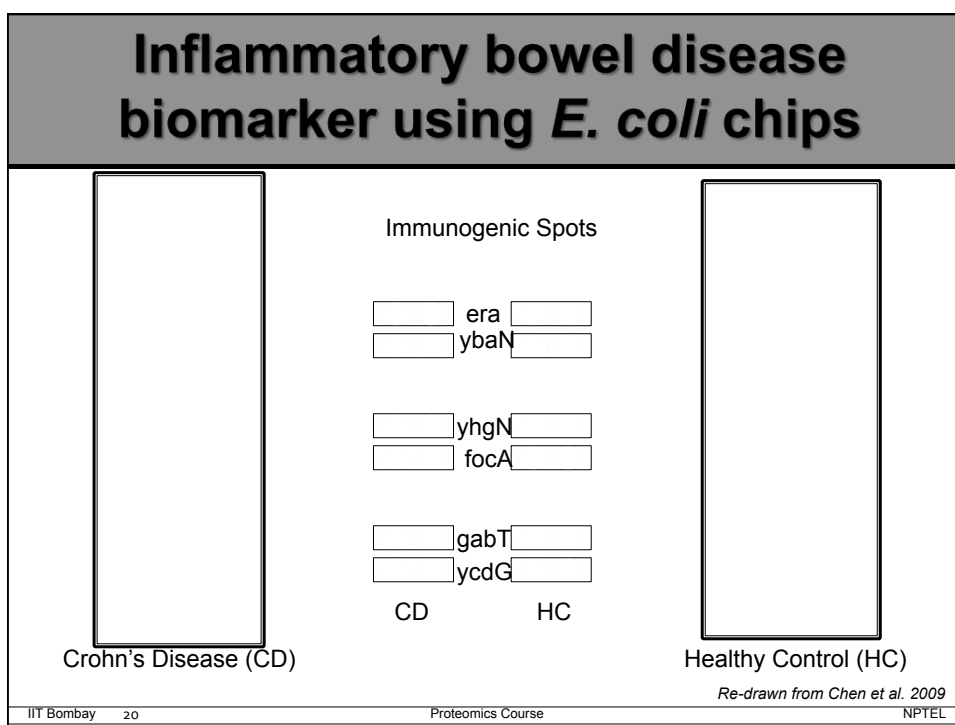 Inflammatory bowel disease
biomarker using E. coli chips
Immunogenic Spots
era
ybaN
yhgN
focA
gabT
ycdG
CD HC
Crohn's Disease (CD)
Healthy Control (HC)
Re-drawn from Chen et al. 2009
IIT Bombay 20 Proteomics Course NPTEL